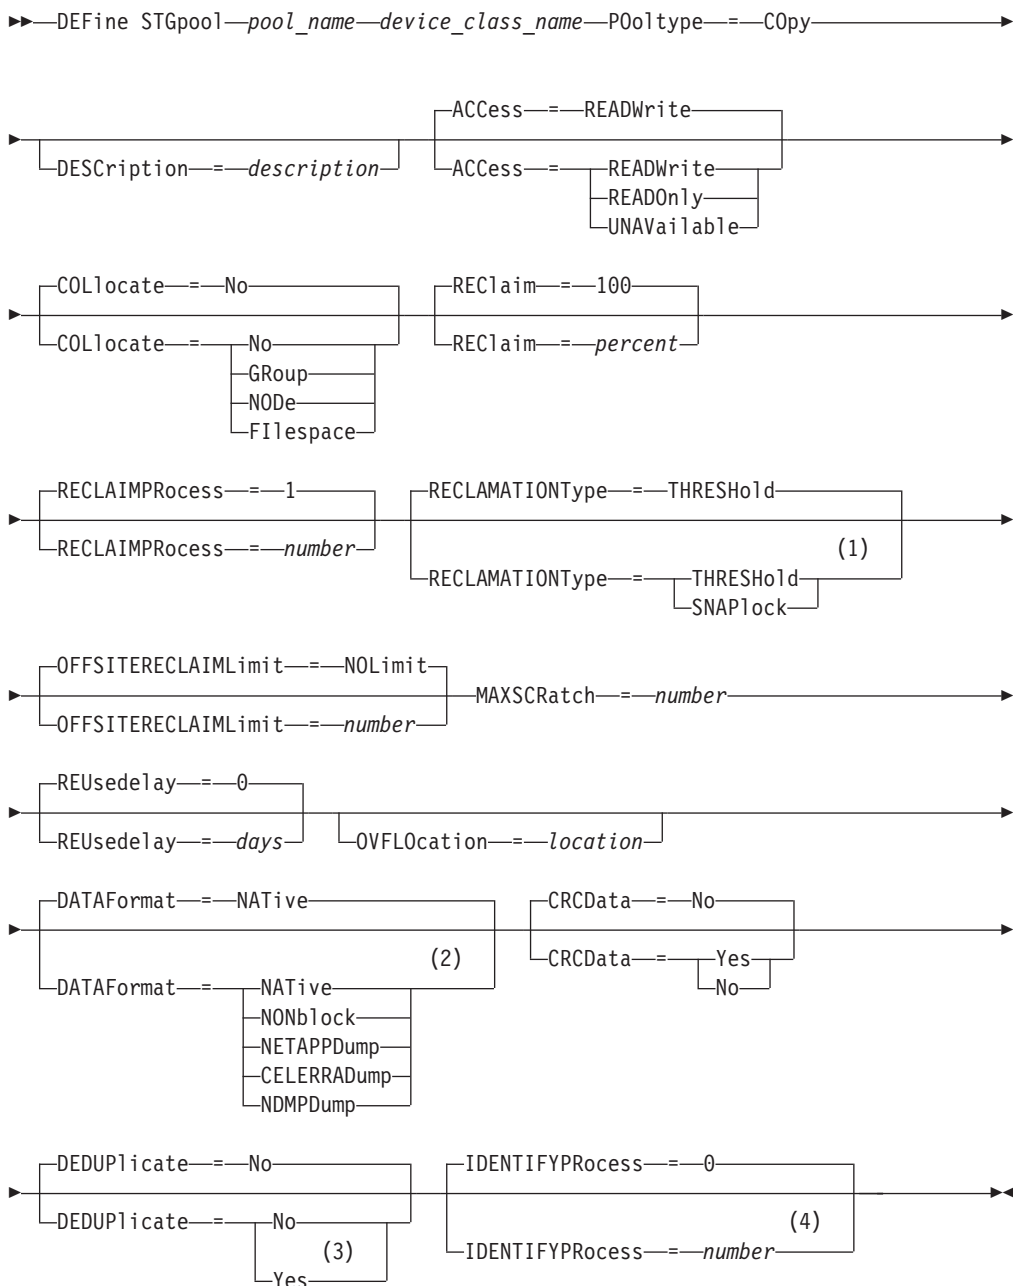 DEFine STGpool pool_name device_class_name POoltype = COpy
ACCess = READWrite
DESCription = description
ACCess = READWrite
READOnly
UNAVailable
COLlocate = No
REClaim = 100
COLlocate = No
REClaim = percent
GRoup
NODe
FIlespace
RECLAIMPRocess = 1
RECLAMATIONType = THRESHold
RECLAIMPRocess = number
(1)
RECLAMATIONType = THRESHold
SNAPlock
OFFSITERECLAIMLimit = NOLimit
MAXSCRatch = number
OFFSITERECLAIMLimit = number
REUsedelay = 0
REUsedelay = days
OVFLOcation = location
DATAFormat = NATive
CRCData = No
(2)
CRCData = Yes
No
DATAFormat = NATive
NONblock
NETAPPDump
CELERRADump
NDMPDump
DEDUPlicate = No
IDENTIFYPRocess = 0
DEDUPlicate = No
(3)
Yes
(4)
IDENTIFYPRocess = number